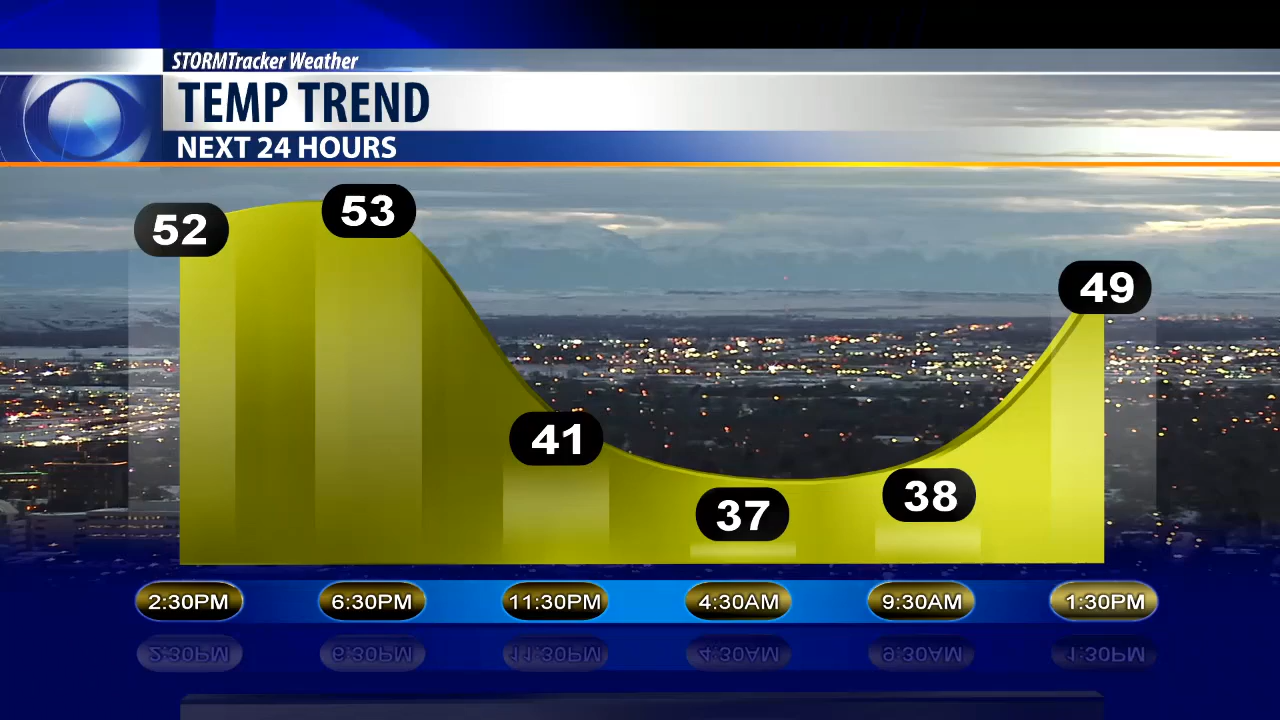 STORMTracker Weather
TEMP TREND
NEXT 24 HOURS
52
53
41
37
38
49
2:30PM 6:30PM 11:30PM 4:30AM 9:30AM 1:30PM